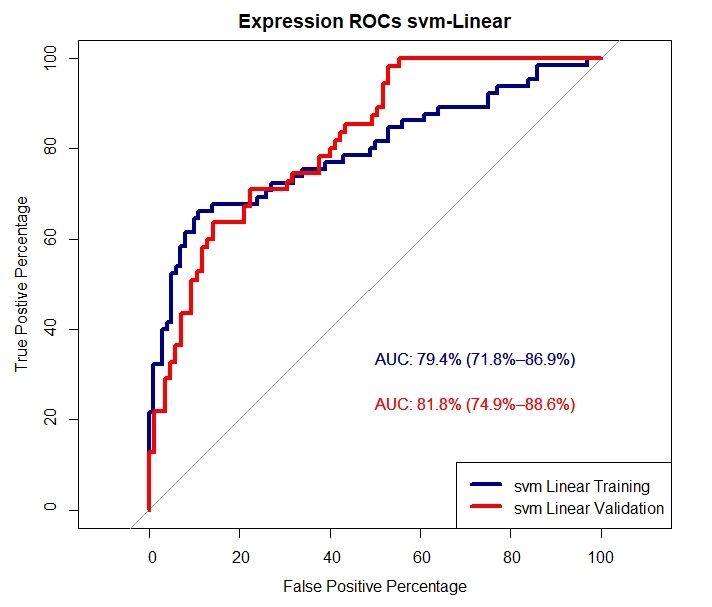 Expression ROCs svm-Linear
True Postive Percentage
100
80
60
40
20
0
AUC: 79.4% (71.8%–86.9%)
AUC: 81.8% (74.9%–88.6%)
svm Linear Training
svm Linear Validation
0 20 40 60 80 100
False Positive Percentage